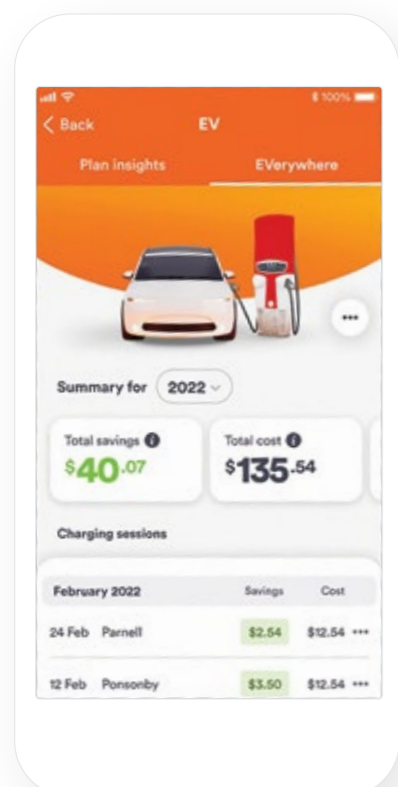 100%
Back EV
Plan insights EVerywhere
Summary for 2022
Total savings Total cost
$40.07 $135.54
Charging sessions
February 2022 Savings Cost
24 Feb Parnell $2.54 $12.54
12 Feb Ponsonby $3.50 $12.54